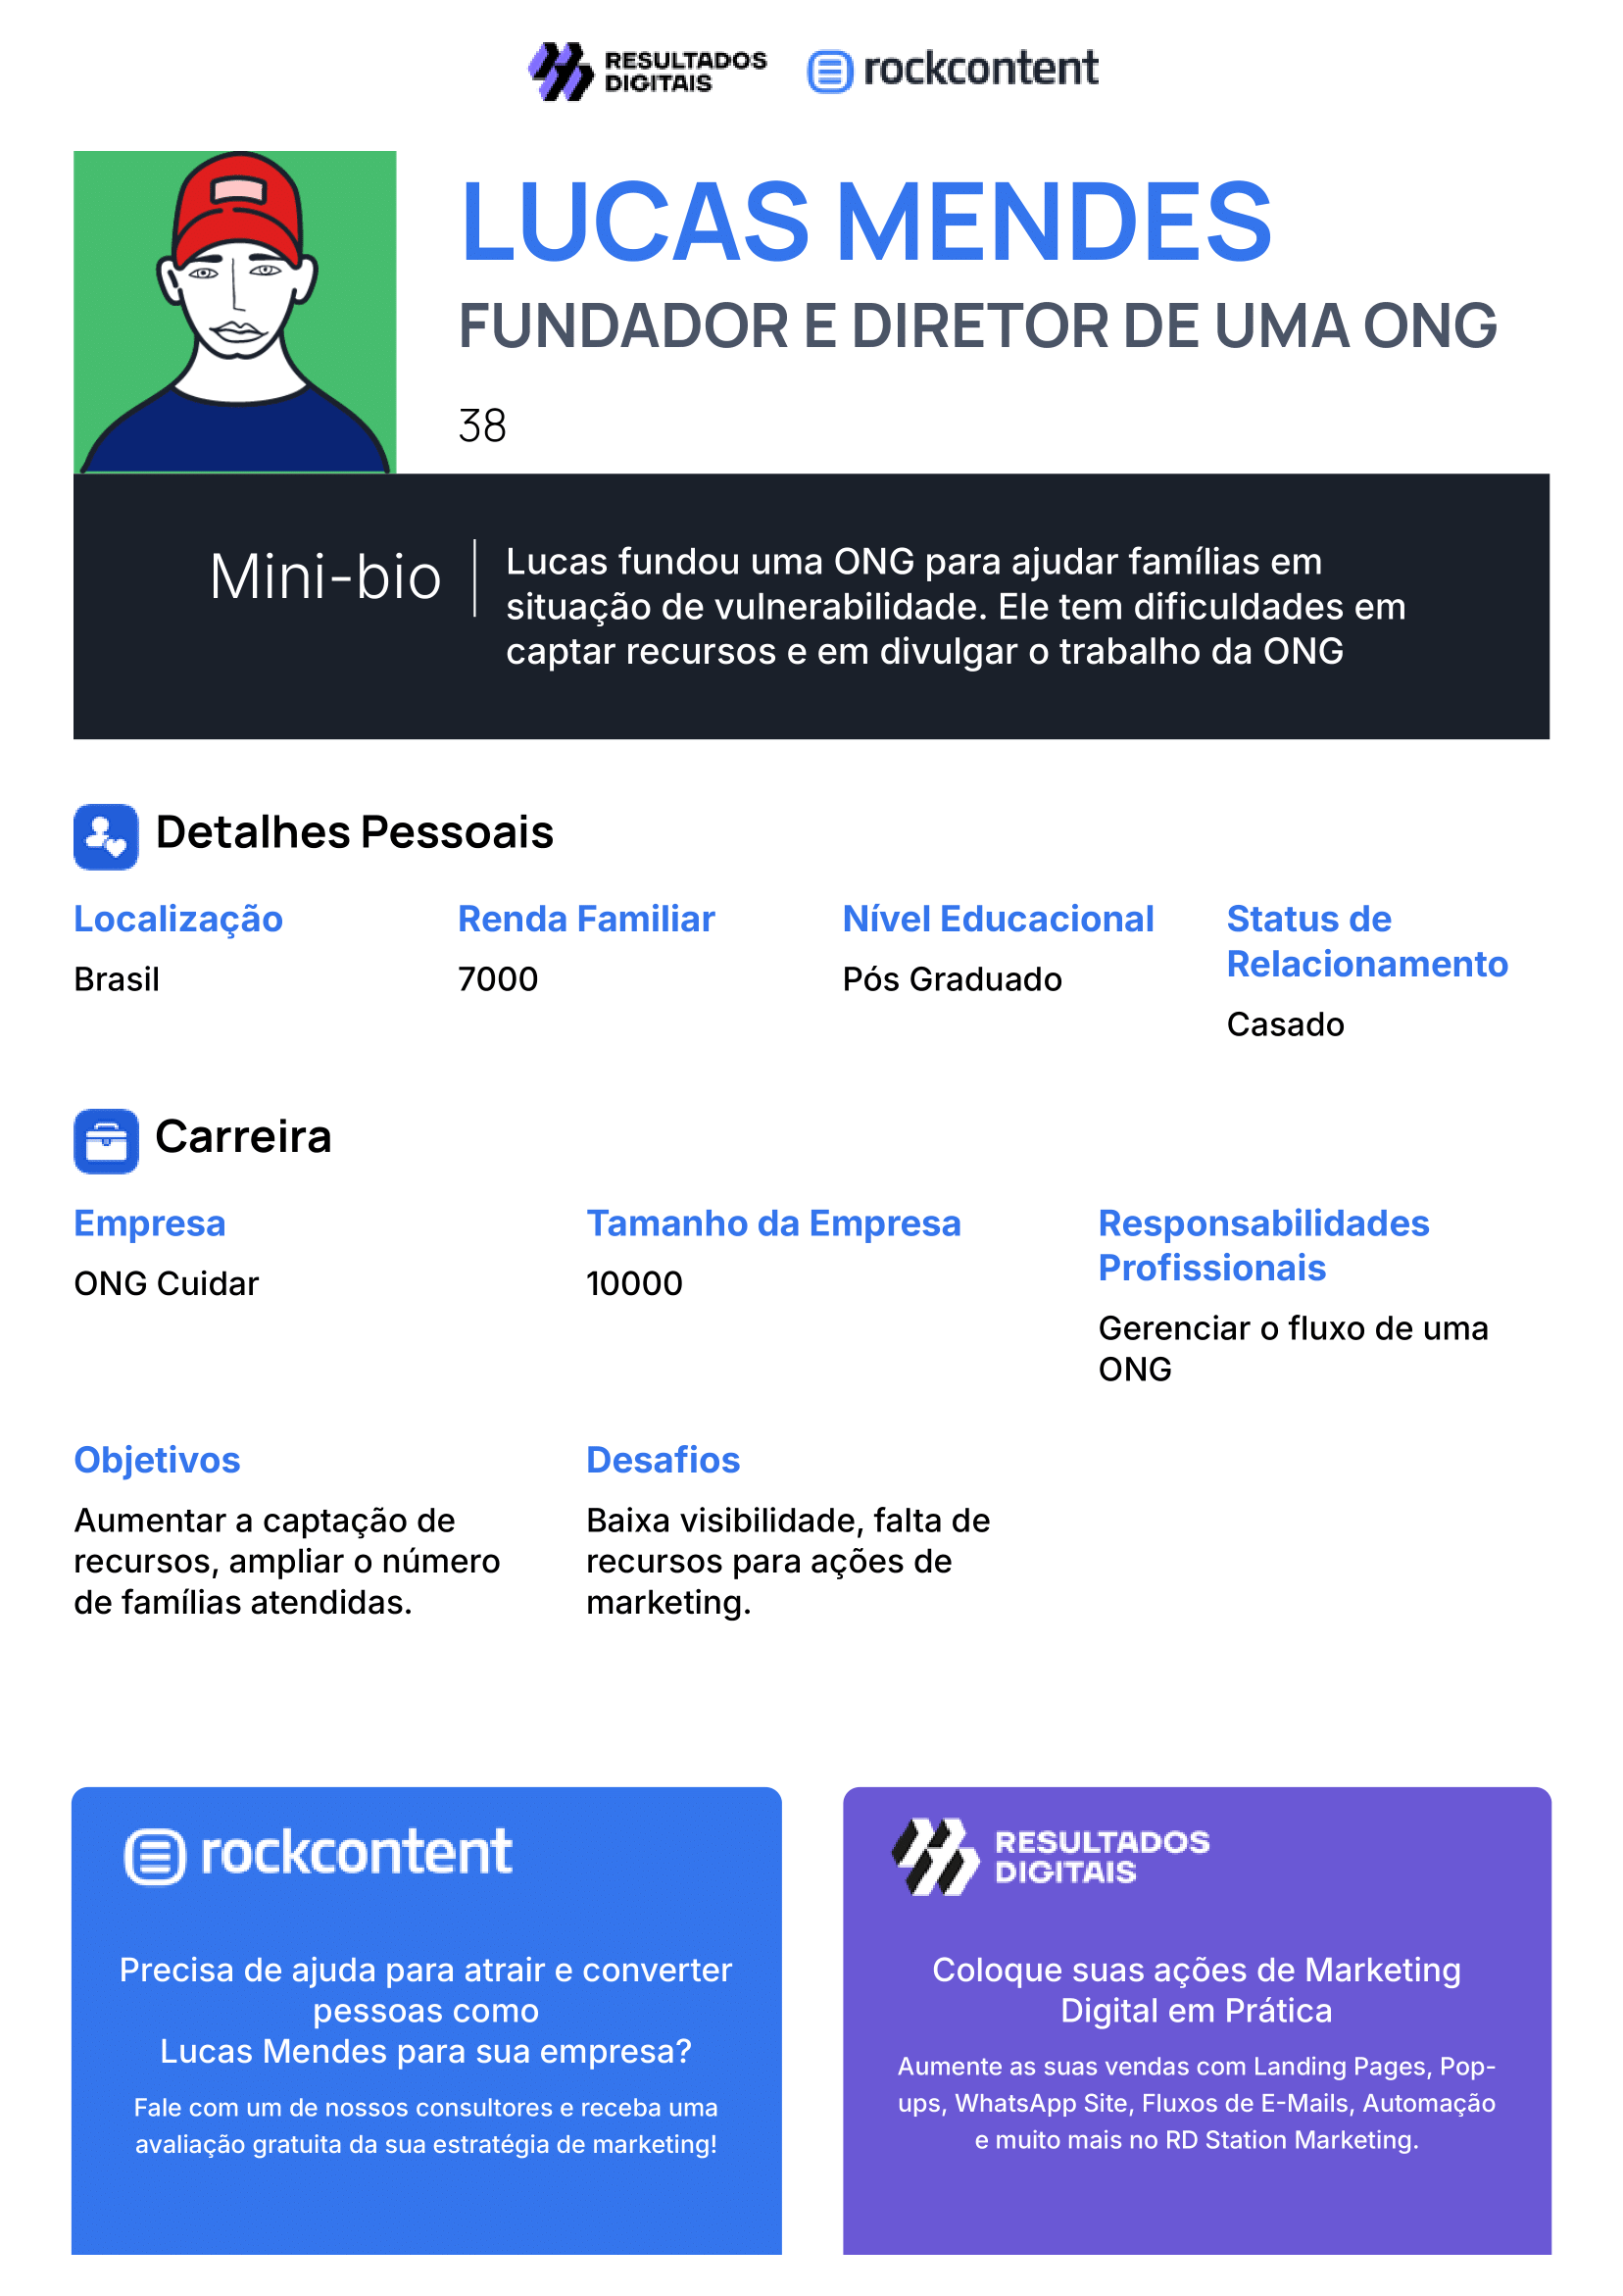 RESULTADOS
DIGITAIS
rockcontent
LUCAS MENDES
FUNDADOR E DIRETOR DE UMA ONG
38
Mini-bio
Lucas fundou uma ONG para ajudar famílias em
situação de vulnerabilidade. Ele tem dificuldades em
captar recursos e em divulgar o trabalho da ONG
Detalhes Pessoais
Localização
Brasil
Renda Familiar
7000
Nível Educacional
Pós Graduado
Status de
Relacionamento
Casado
Carreira
Empresa
ONG Cuidar
Tamanho da Empresa
10000
Responsabilidades
Profissionais
Gerenciar o fluxo de uma
ONG
Objetivos
Aumentar a captação de
recursos, ampliar o número
de famílias atendidas.
Desafios
Baixa visibilidade, falta de
recursos para ações de
marketing.
rockcontent
Precisa de ajuda para atrair e converter
pessoas como
Lucas Mendes para sua empresa?
Fale com um de nossos consultores e receba uma
avaliação gratuita da sua estratégia de marketing!
RESULTADOS
DIGITAIS
Coloque suas ações de Marketing
Digital em Prática
Aumente as suas vendas com Landing Pages, Pop-
ups, WhatsApp Site, Fluxos de E-Mails, Automação
e muito mais no RD Station Marketing.